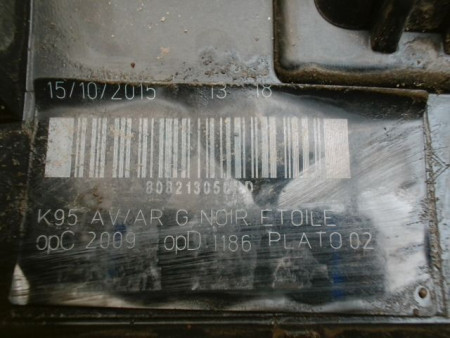 15/10/2015 13 18
K95 AV/AR G NOIR ETOILE
opC 2009 opD 1186 PLATO 02